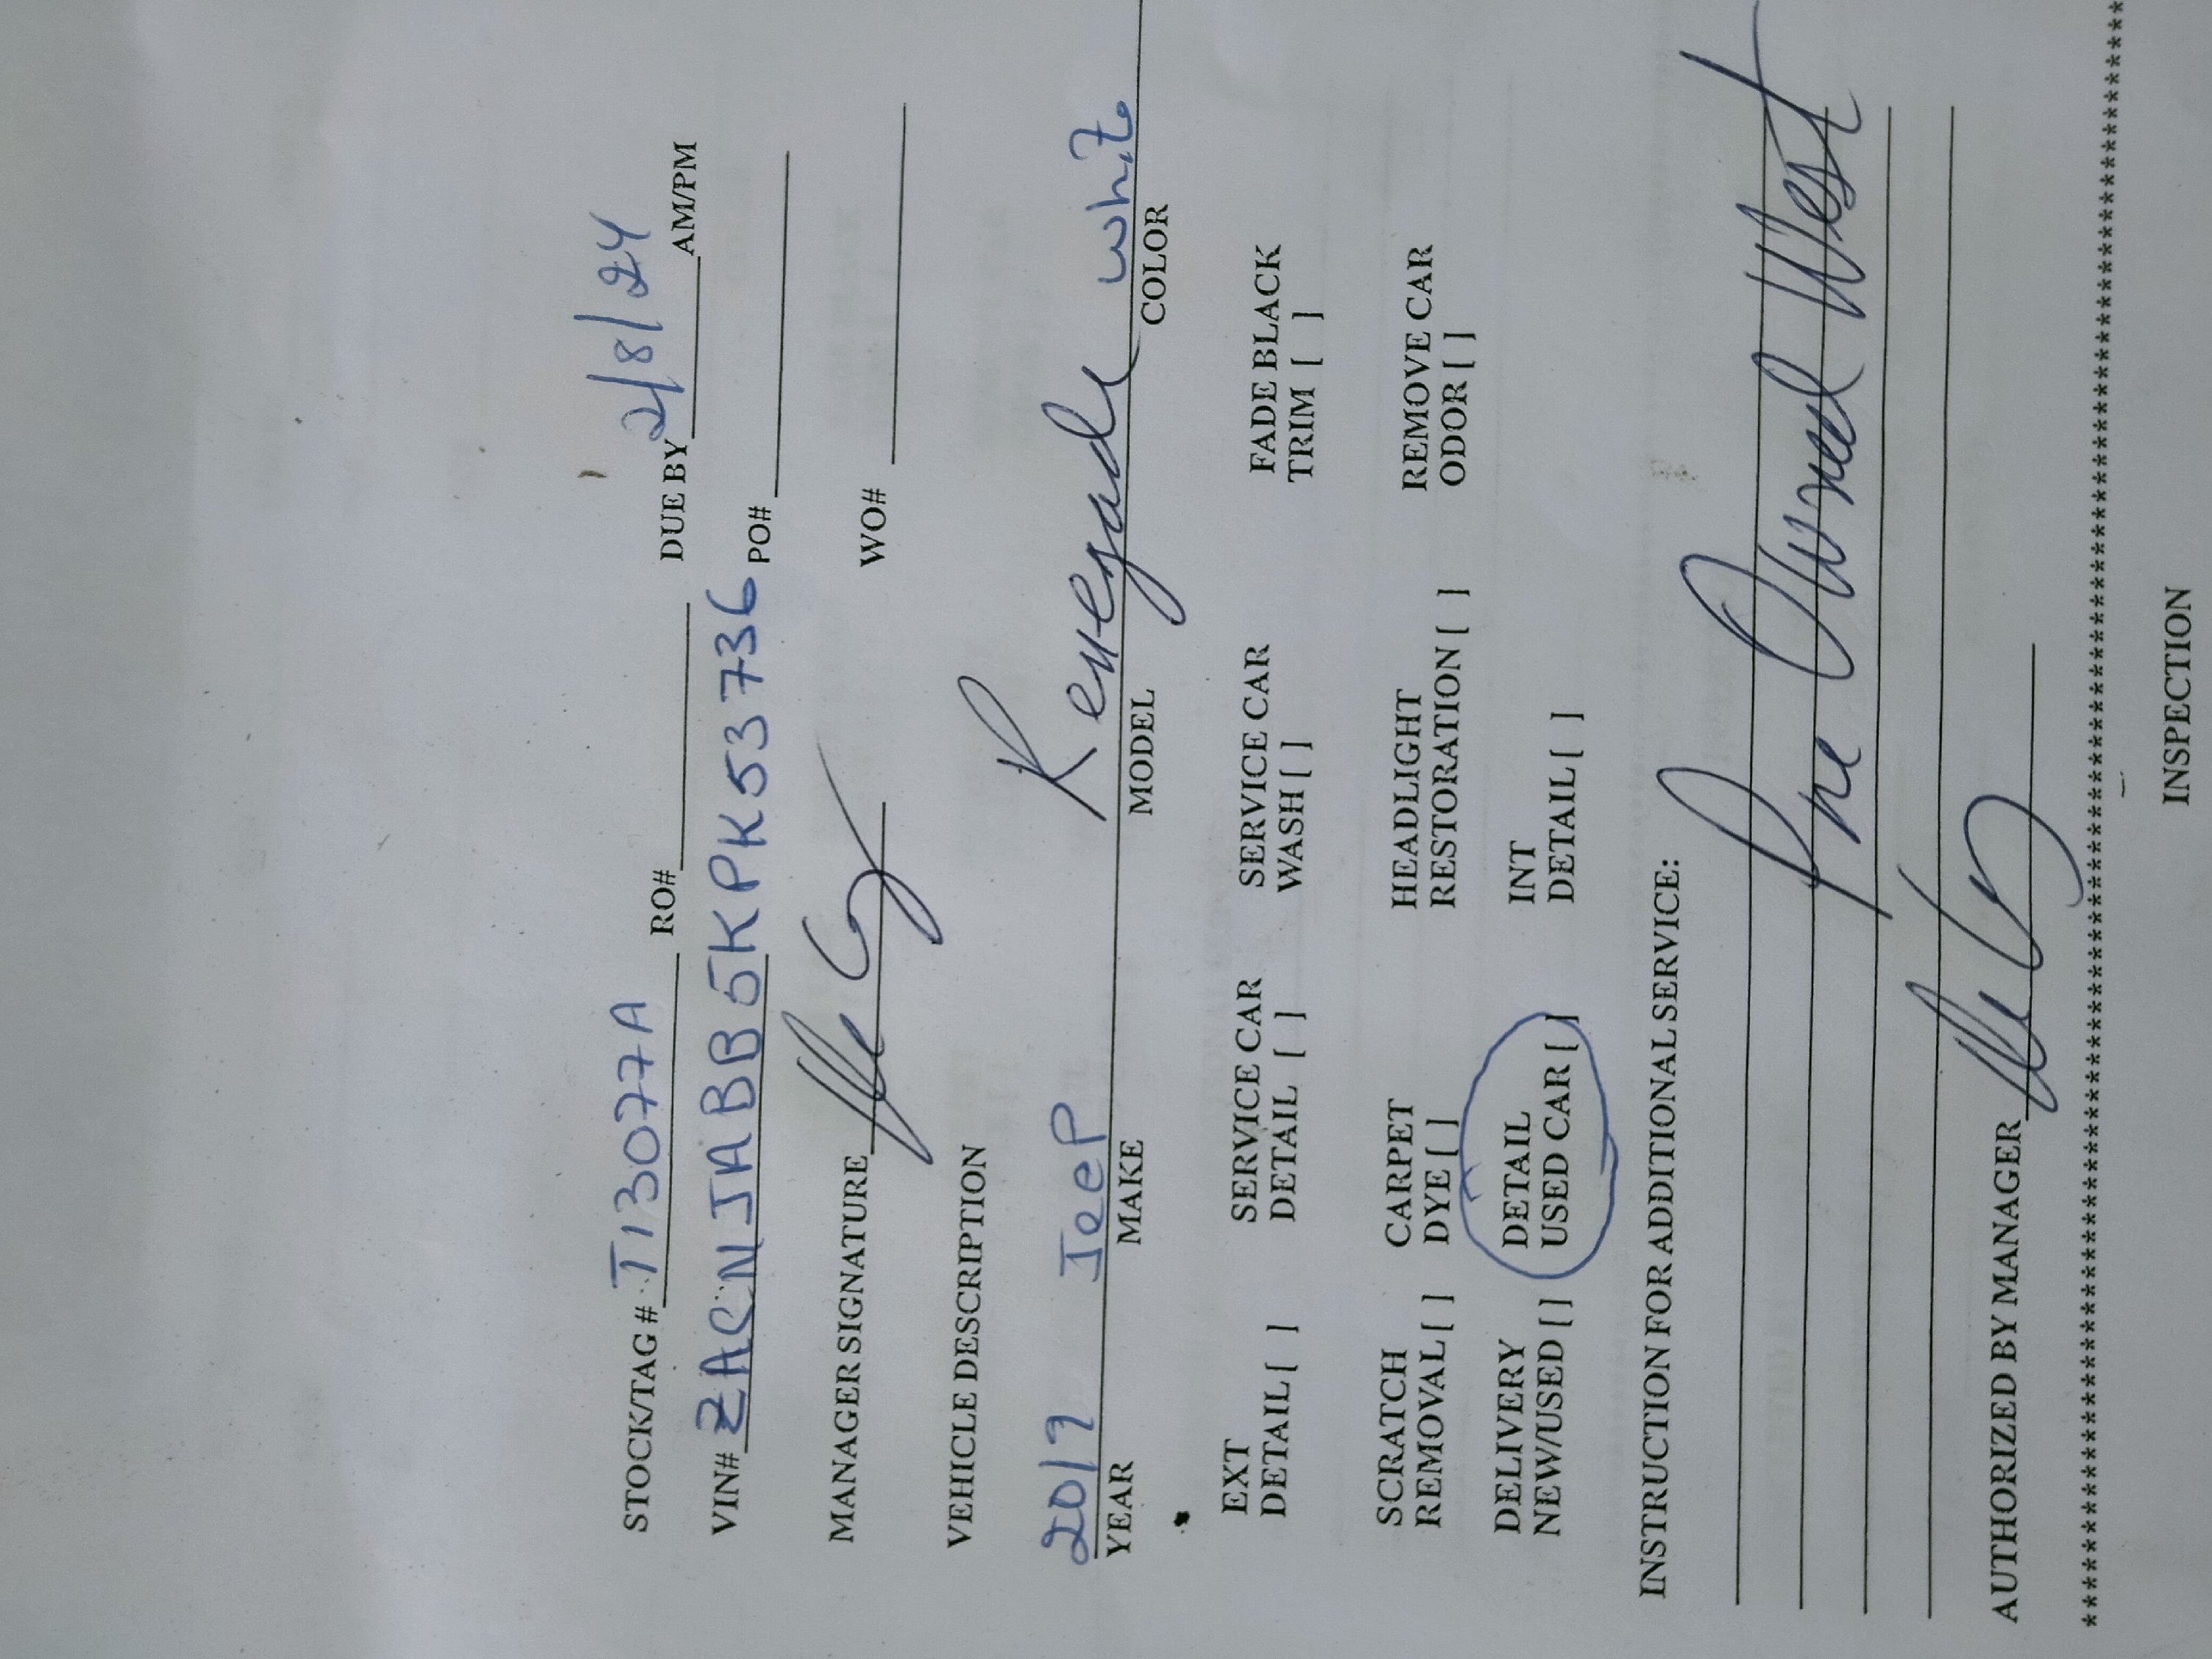 STOCK/TAG # T13077A RO# DUE BY 2/8/24 AM/PM
VIN# ZACNJABB5KPK53736 PO#
MANAGER SIGNATURE WO#
VEHICLE DESCRIPTION
2019 JeeP Renegade whit
YEAR MAKE MODEL COLOR
EXT SERVICE CAR SERVICE CAR FADE BLACK
DETAIL [ ] DETAIL [ ] WASH [ ] TRIM [ ]
SCRATCH CARPET HEADLIGHT REMOVE CAR
REMOVAL [ ] DYE [ ] RESTORATION [ ] ODOR [ ]
DELIVERY DETAIL INT
NEW/USED [ ] USED CAR [ ] DETAIL [ ]
INSTRUCTION FOR ADDITIONAL SERVICE:
Pre Owned West
AUTHORIZED BY MANAGER
INSPECTION